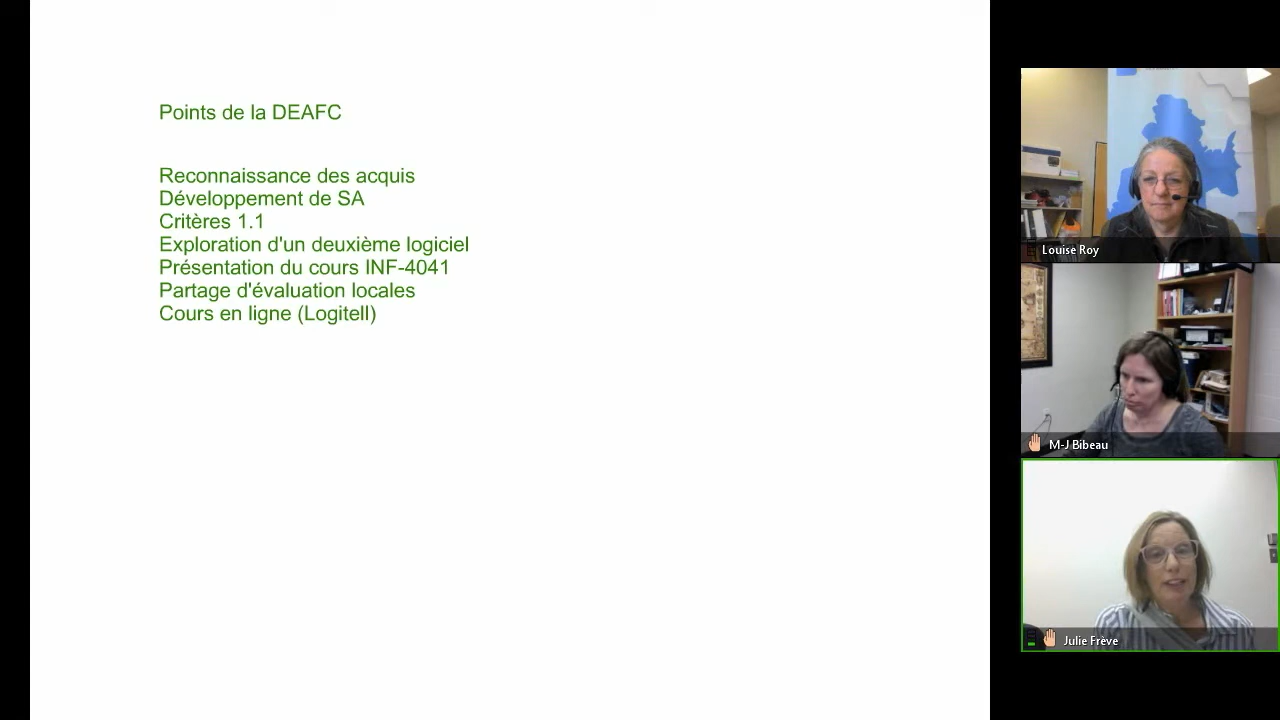 Points de la DEAFC
Reconnaissance des acquis
Développement de SA
Critères 1.1
Exploration d'un deuxième logiciel
Présentation du cours INF-4041
Partage d'évaluation locales
Cours en ligne (Logitell)
Louise Roy
M-J Bibeau
Julie Frève